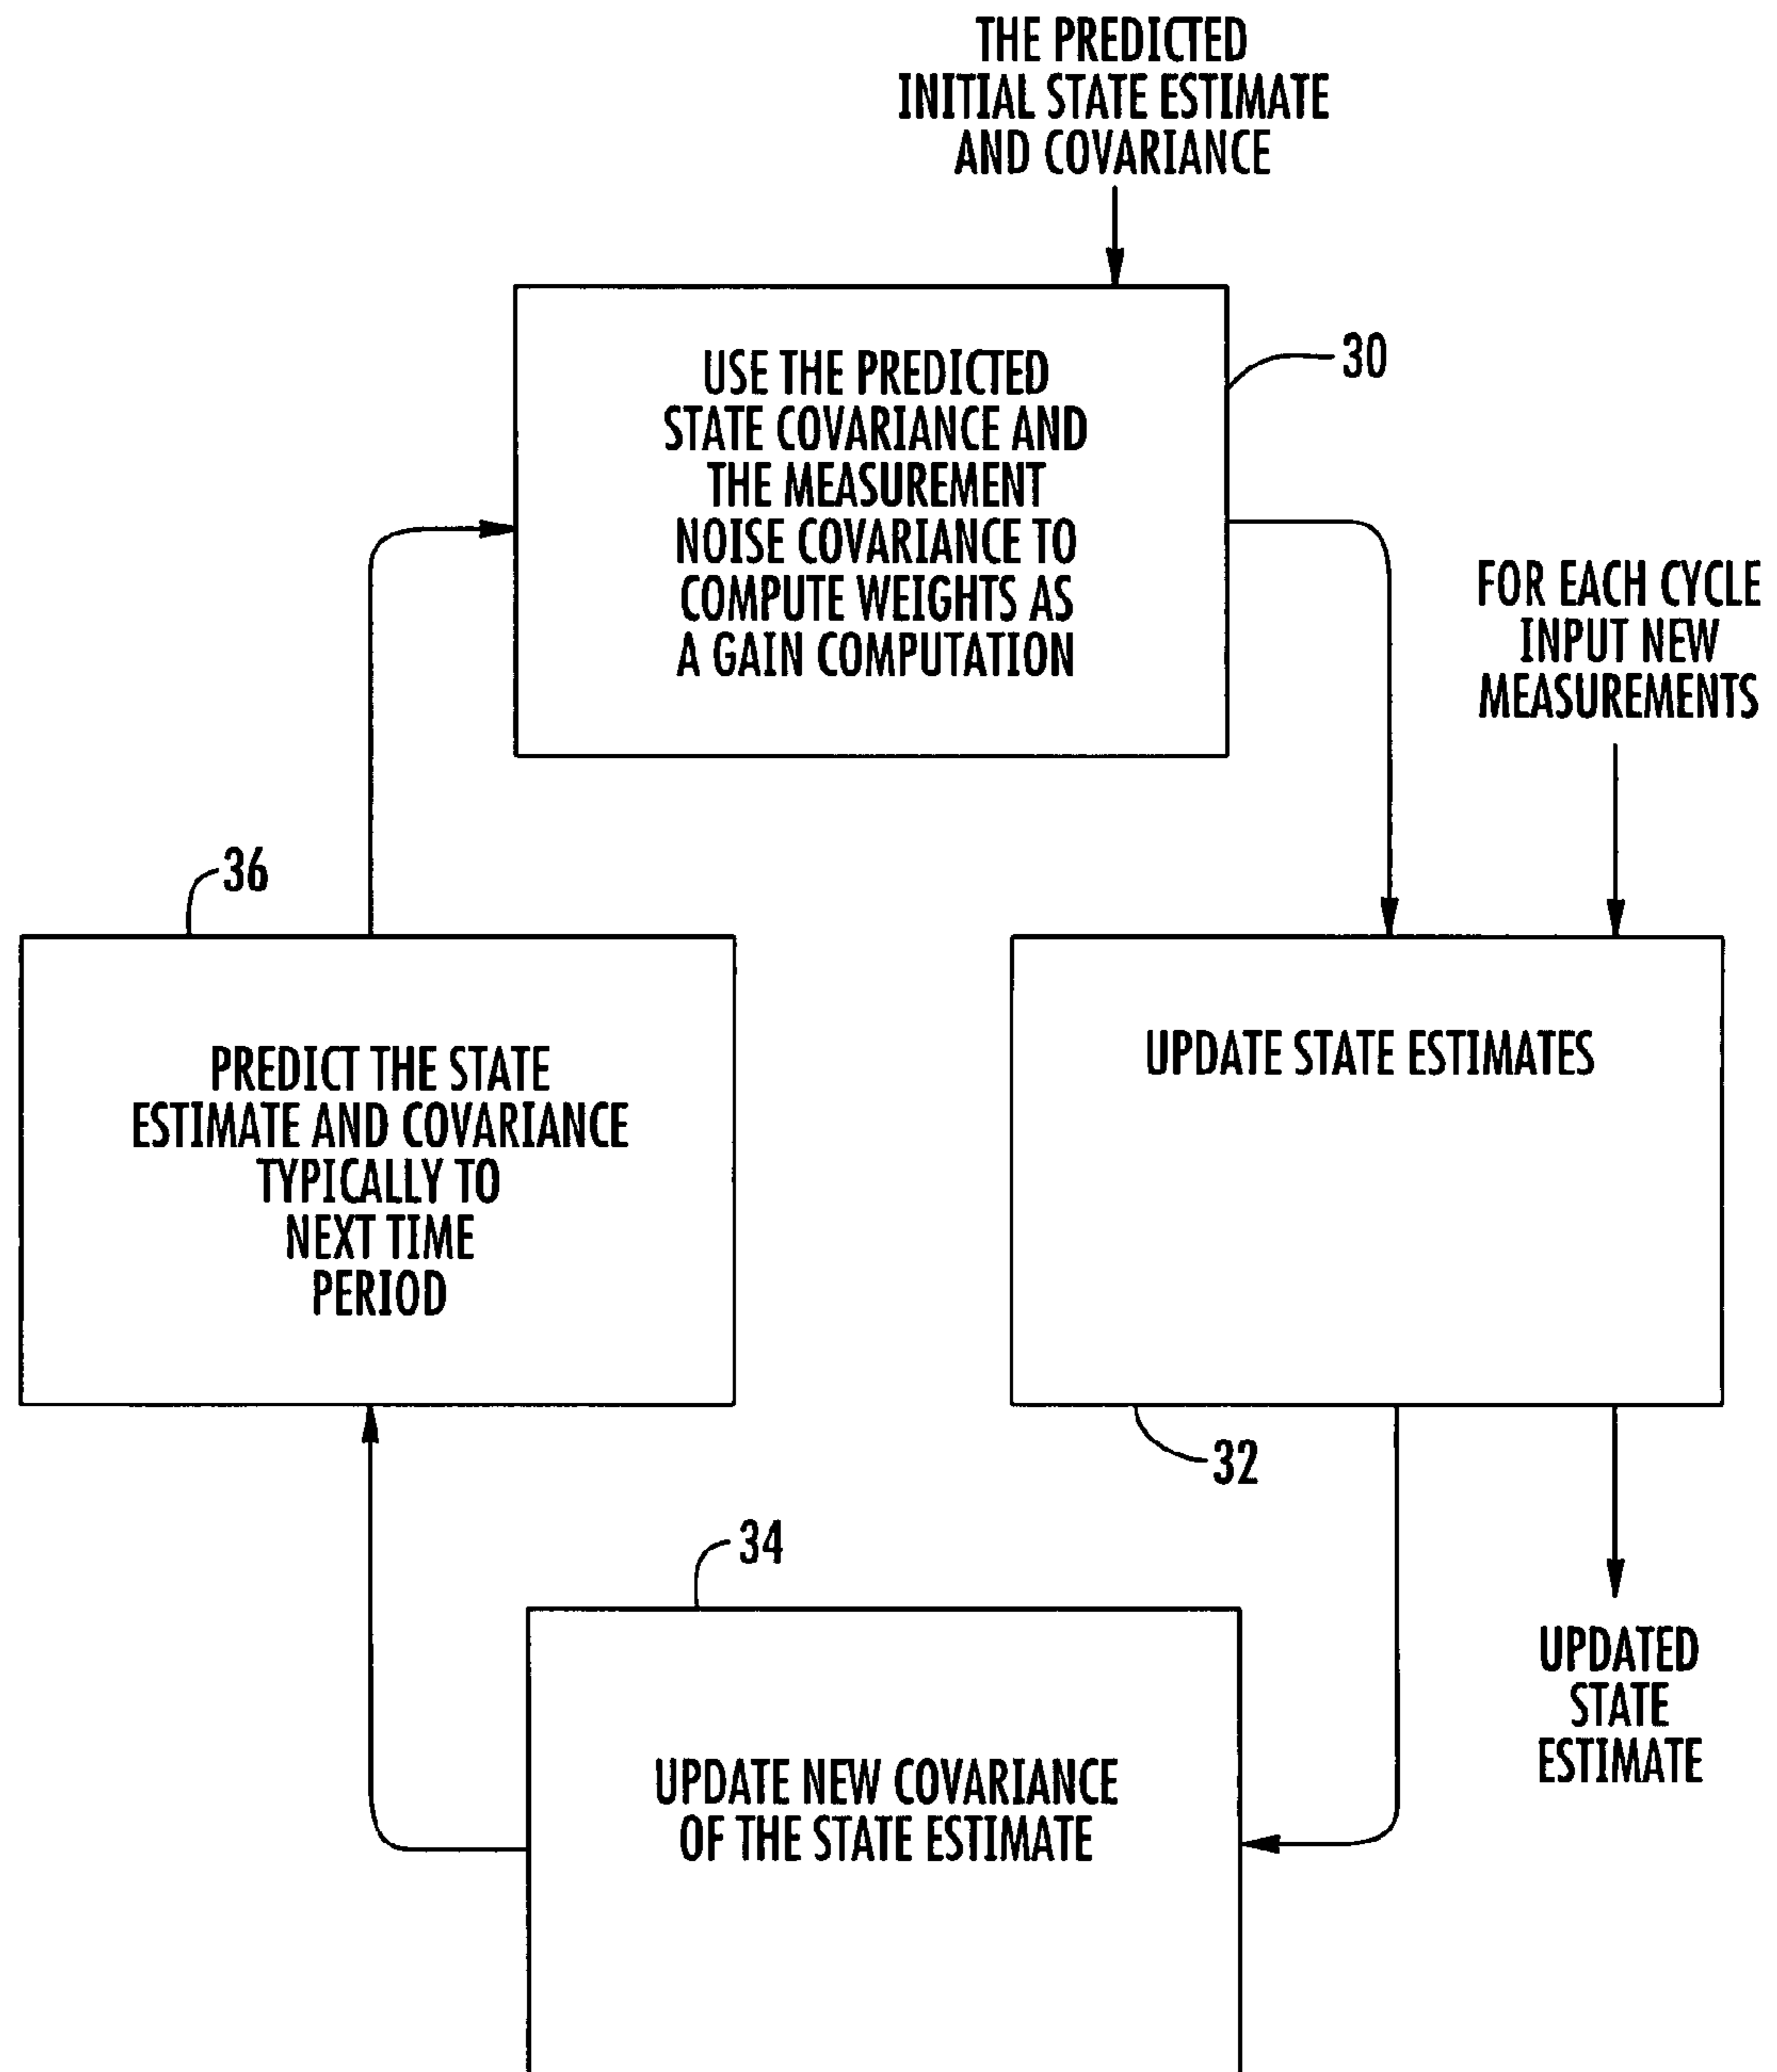 THE PREDICTED
INITIAL STATE ESTIMATE
AND COVARIANCE
USE THE PREDICTED
STATE COVARIANCE AND
THE MEASUREMENT
NOISE COVARIANCE TO
COMPUTE WEIGHTS AS
A GAIN COMPUTATION
30
FOR EACH CYCLE
INPUT NEW
MEASUREMENTS
36
PREDICT THE STATE
ESTIMATE AND COVARIANCE
TYPICALLY TO
NEXT TIME
PERIOD
UPDATE STATE ESTIMATES
32
34
UPDATE NEW COVARIANCE
OF THE STATE ESTIMATE
UPDATED
STATE
ESTIMATE